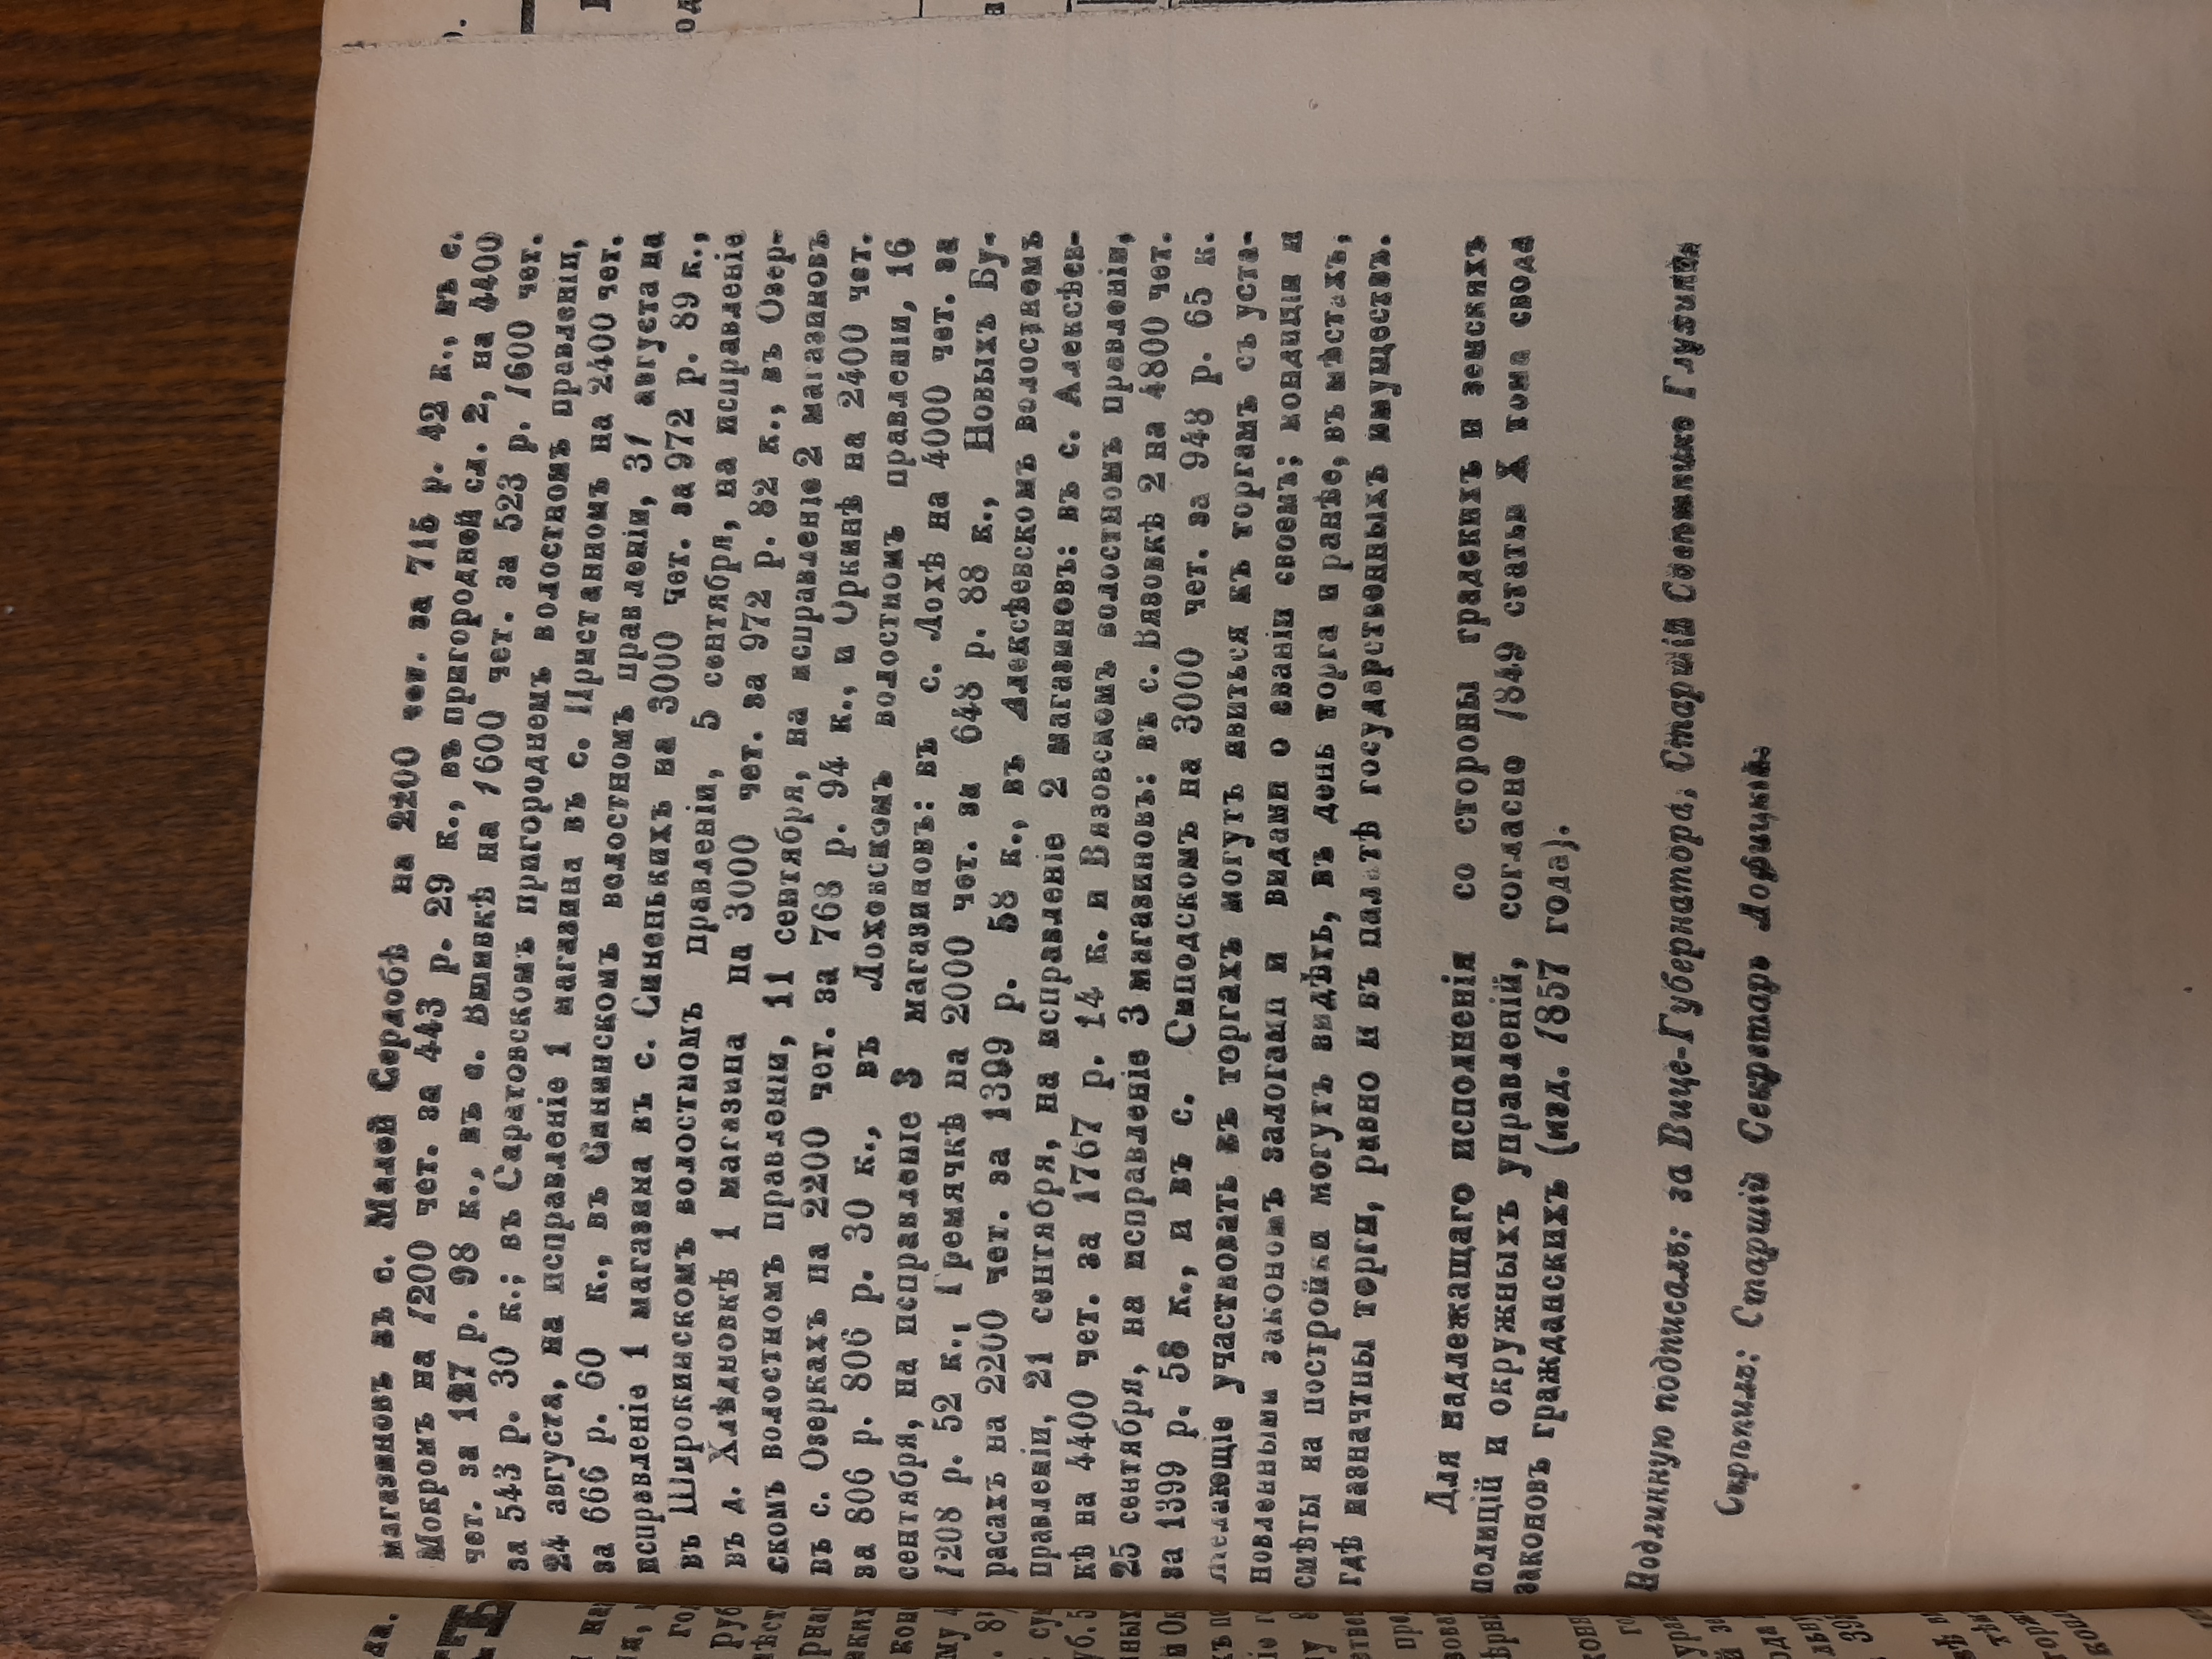 магазиновъ въ с. Малой Сердобѣ на 2200 чет. за 715 р. 42 к., въ с.
Мокромъ на 1200 чет. за 443 р. 29 к., въ пригородней сл. 2, на 4400
чет. за 127 р. 98 к., въ с. Вшивкѣ на 1600 чет. за 523 р. 1600 чет.
за 543 р. 30 к.; въ Саратовскомъ пригороднемъ волостномъ правленіи,
24 августа, на исправленіе 1 магазина въ с. Пристанномъ на 2400 чет.
за 666 р. 60 к., въ Синннскомъ волостномъ правленіи, 31 августа на
исправленіе 1 магазина въ с. Синенькихъ на 3000 чет. за 972 р. 89 к.,
въ Широкинскомъ волостномъ правленіи, 5 сентября, на исправленіе
въ д. Хлѣдновкѣ 1 магазина на 3000 чет. за 972 р. 82 к., въ Озер-
скомъ волостномъ правленіи, 11 сентября, на исправленіе 2 магазиновъ
въ с. Озеркахъ на 2200 чет. за 768 р. 94 к., и Оркинѣ на 2400 чет.
за 806 р. 806 р. 30 к., въ Лоховскомъ волостномъ правленіи, 16
сентября, на исправленіе 3 магазиновъ: въ с. Лохѣ на 4000 чет. за
1208 р. 52 к., Гремячкѣ на 2000 чет. за 648 р. 88 к., Новыхъ Бу-
расахъ на 2200 чет. за 1399 р. 58 к., въ Алексѣевскомъ волостномъ
правленіи, 21 сентября, на исправленіе 2 магазиновъ: въ с. Алексѣев-
кѣ на 4400 чет. за 1767 р. 14 к. и Вязовскомъ волостномъ правленіи,
25 сентября, на исправленіе 3 магазиновъ: въ с. Вязовкѣ 2 на 4800 чет.
за 1399 р. 58 к., и въ с. Сыподскомъ на 3000 чет. за 948 р. 65 к.
Желающіе участвовать въ торгахъ могутъ явиться къ торгамъ съ уста-
новленными закономъ залогами и видами о званіи своемъ; кондиціи и
смѣты на постройки могутъ видѣть, въ день торга и ранѣе, въ мѣстахъ,
гдѣ назначтны торги, равно и въ палатѣ государственныхъ имуществъ.
Для надлежащаго исполненія со стороны градскихъ и земскихъ
полицій и окружныхъ управленій, согласно 1849 статьи X тома свода
законовъ гражданскихъ (изд. 1857 года).
Подлинную подписалъ: за Вице-Губернатора, Старшій Совѣтникъ Глухинъ.
Скрѣпилъ: Старшій Секретарь Лофицкій.